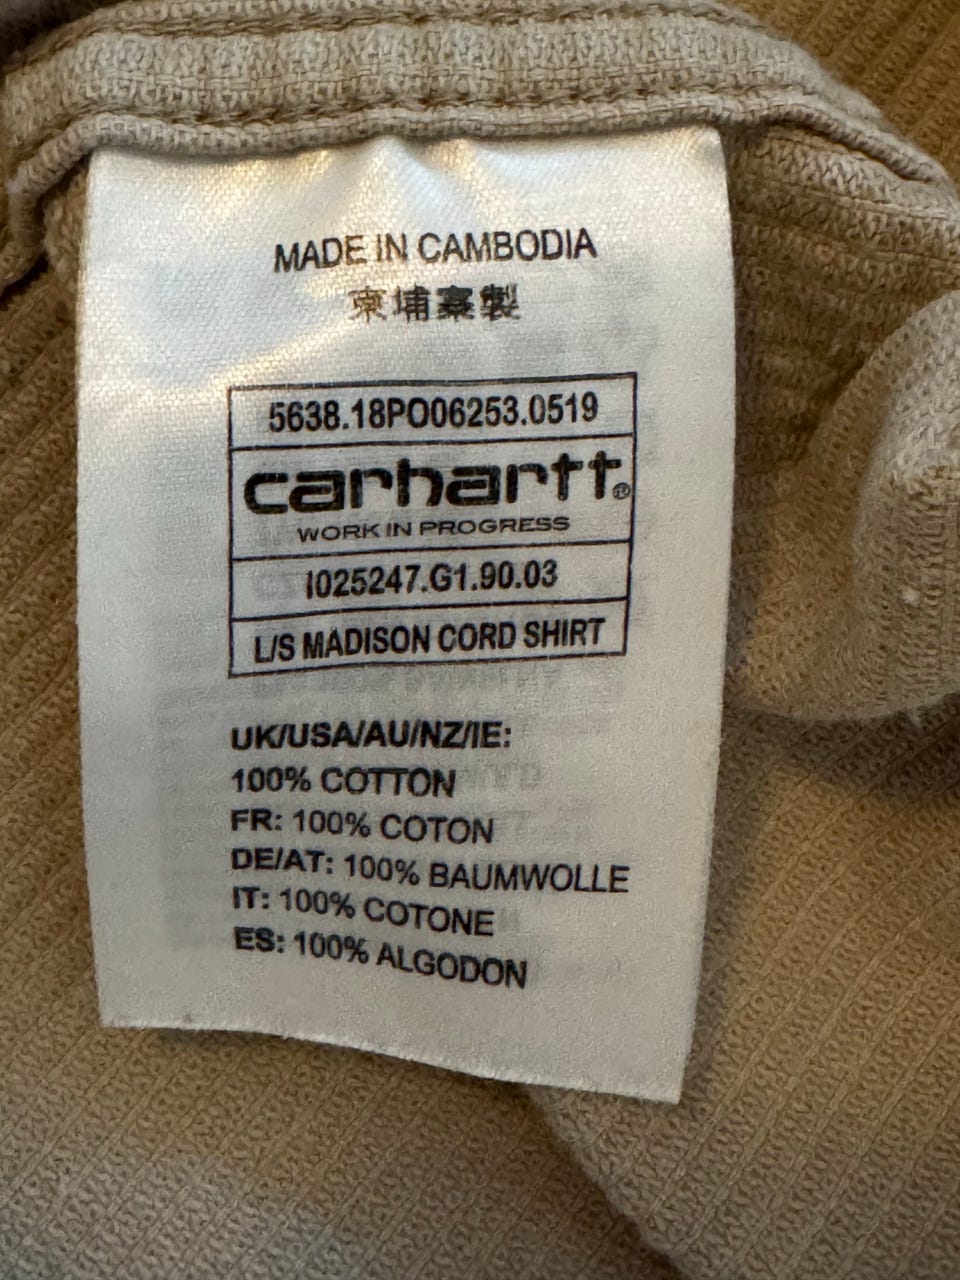 MADE IN CAMBODIA
柬埔寨製
5638.18PO06253.0519
carhartt®
WORK IN PROGRESS
I025247.G1.90.03
L/S MADISON CORD SHIRT
UK/USA/AU/NZ/IE:
100% COTTON
FR: 100% COTON
DE/AT: 100% BAUMWOLLE
IT: 100% COTONE
ES: 100% ALGODON